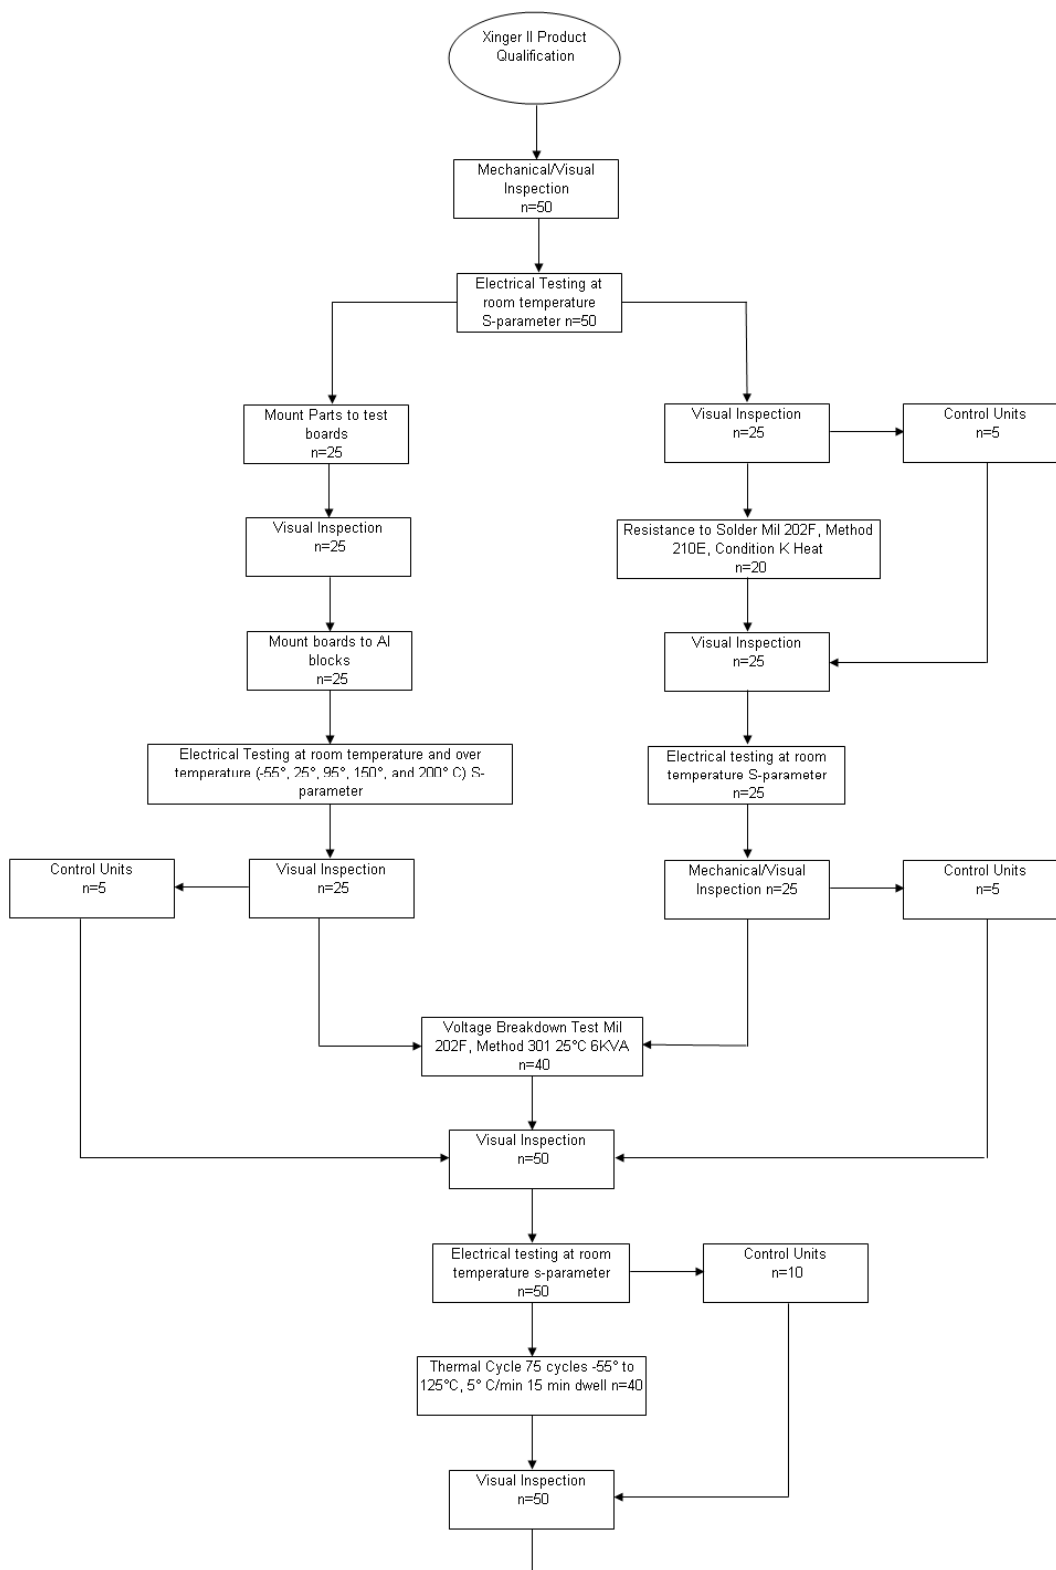 Xinger II Product
Qualification
Mechanical/Visual
Inspection
n=50
Electrical Testing at
room temperature
S-parameter n=50
Mount Parts to test
boards
n=25
Visual Inspection
n=25
Control Units
n=5
Visual Inspection
n=25
Resistance to Solder Mil 202F, Method
210E, Condition K Heat
n=20
Mount boards to Al
blocks
n=25
Visual Inspection
n=25
Electrical Testing at room temperature and over
temperature (-55°, 25°, 95°, 150°, and 200° C) S-
parameter
Electrical testing at room
temperature S-parameter
n=25
Control Units
n=5
Visual Inspection
n=25
Mechanical/Visual
Inspection n=25
Control Units
n=5
Voltage Breakdown Test Mil
202F, Method 301 25°C 6KVA
n=40
Visual Inspection
n=50
Electrical testing at room
temperature s-parameter
n=50
Control Units
n=10
Thermal Cycle 75 cycles -55° to
125°C, 5° C/min 15 min dwell n=40
Visual Inspection
n=50